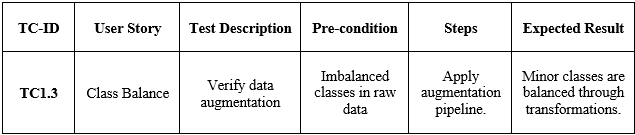 TC-ID User Story Test Description Pre-condition Steps Expected Result
TC1.3 Class Balance Verify data augmentation Imbalanced classes in raw data Apply augmentation pipeline. Minor classes are balanced through transformations.